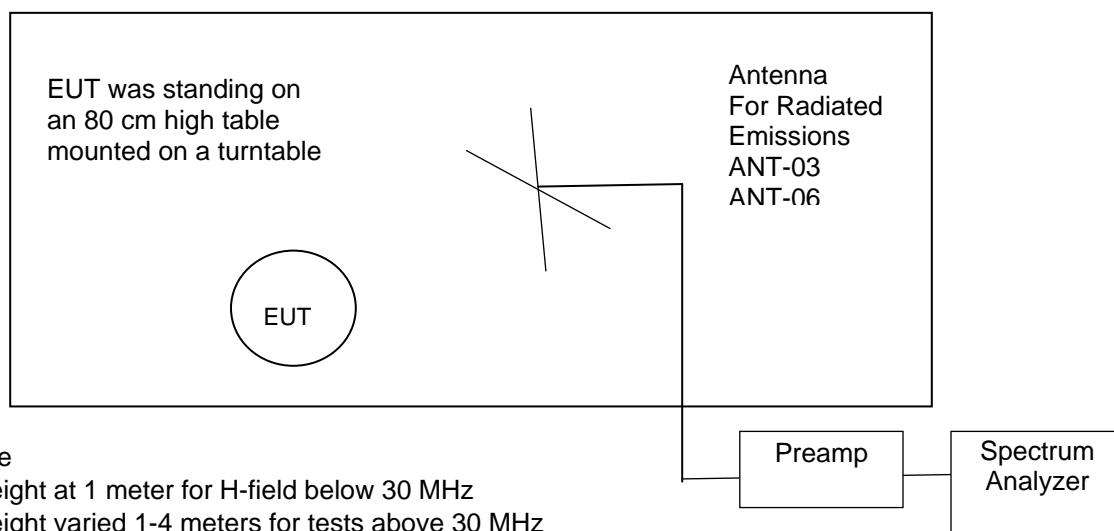 EUT was standing on
an 80 cm high table
mounted on a turntable
Antenna
For Radiated
Emissions
ANT-03
ANT-06
EUT
Preamp
Spectrum
Analyzer
at 1 meter for H-field below 30 MHz
varied 1-4 meters for tests above 30 MHz